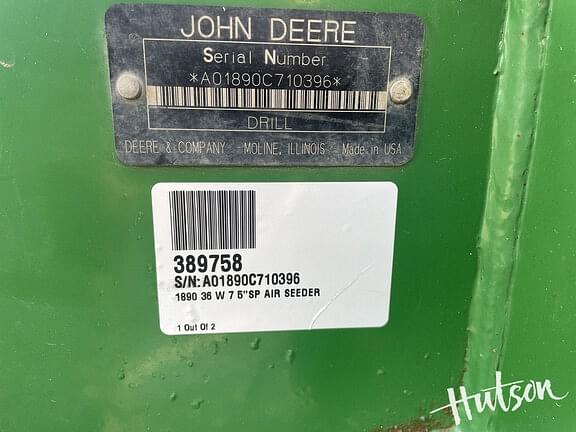 JOHN DEERE
Serial Number
*A01890C710396*
DRILL
DEERE & COMPANY - MOLINE, ILLINOIS - Made in USA
389758
S/N:A01890C710396
1890 36 W 7 5"SP AIR SEEDER
1 Out Of 2
Hutson